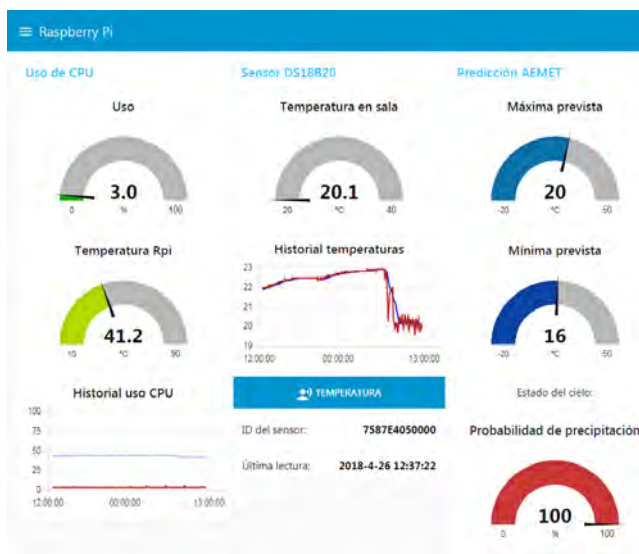 Raspberry Pi
Uso de CPU
Uso
3.0
0 % 100
Temperatura Rpi
41.2
10 ºC 90
Historial uso CPU
100
75
50
25
0
12:00:00 00:00:00 13:00:00
Sensor DS18B20
Temperatura en sala
20.1
20 ºC 40
Historial temperaturas
23
22
21
20
19
12:00:00 00:00:00 13:00:00
TEMPERATURA
ID del sensor: 7587E4050000
Última lectura: 2018-4-26 12:37:22
Predicción AEMET
Máxima prevista
20
-20 ºC 50
Mínima prevista
16
-20 ºC 50
Estado del cielo:
Probabilidad de precipitación
100
0 % 100